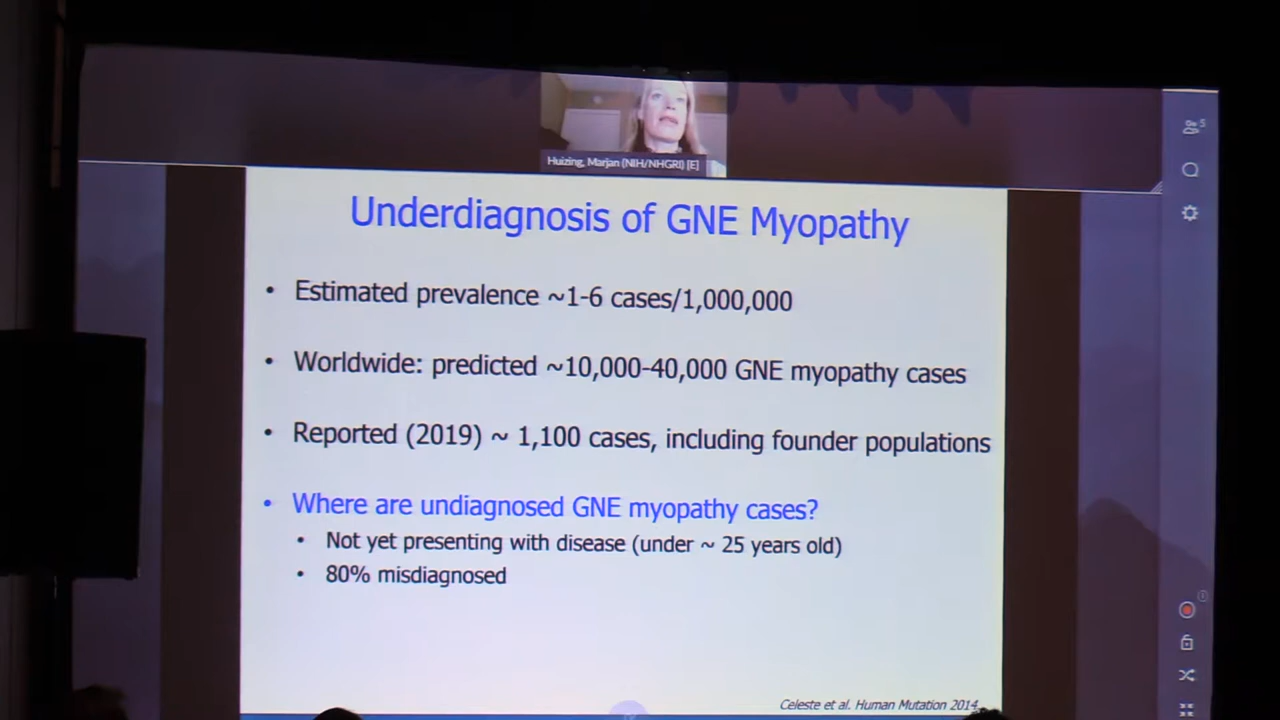 Huizing, Marjan (NIH/NHGRI) [E]
5
Underdiagnosis of GNE Myopathy
• Estimated prevalence ~1-6 cases/1,000,000
• Worldwide: predicted ~10,000-40,000 GNE myopathy cases
• Reported (2019) ~ 1,100 cases, including founder populations
• Where are undiagnosed GNE myopathy cases?
• Not yet presenting with disease (under ~ 25 years old)
• 80% misdiagnosed
Celeste et al. Human Mutation 2014